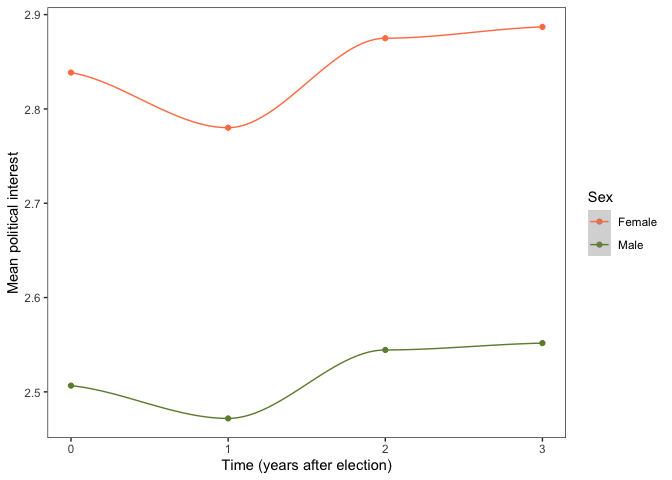 2.9
2.8
2.7
2.6
2.5
Mean political interest
0 1 2 3
Time (years after election)
Sex
Female
Male